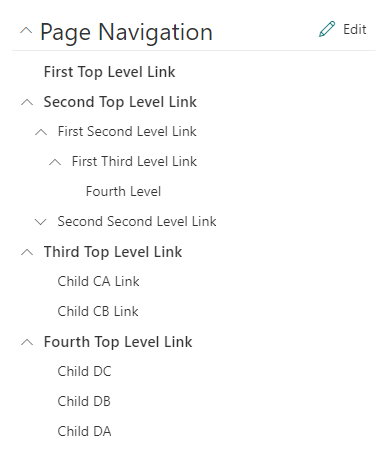 Page Navigation Edit
First Top Level Link
Second Top Level Link
First Second Level Link
First Third Level Link
Fourth Level
Second Second Level Link
Third Top Level Link
Child CA Link
Child CB Link
Fourth Top Level Link
Child DC
Child DB
Child DA